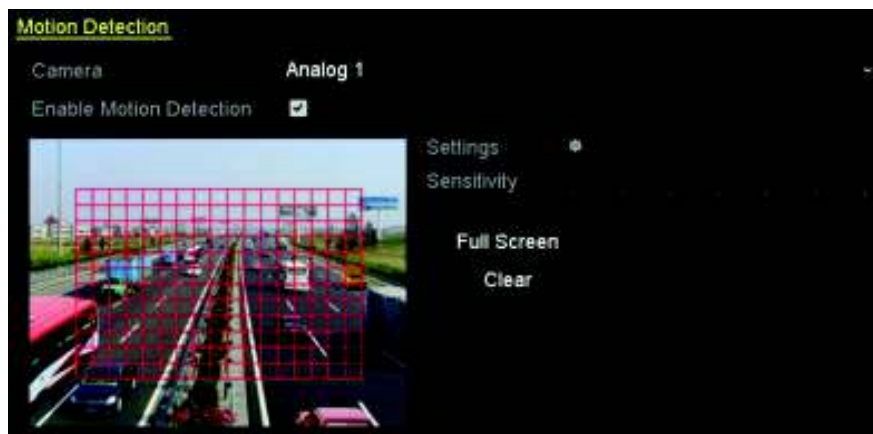 Motion Detection
Camera Analog 1
Enable Motion Detection
Settings
Sensitivity
Full Screen
Clear